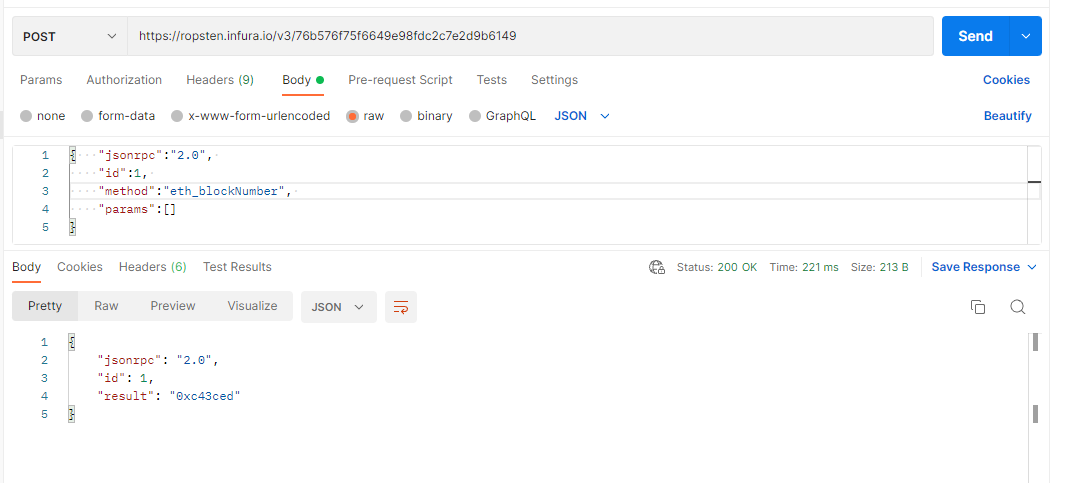 POST https://ropsten.infura.io/v3/76b576f75f6649e98fdc2c7e2d9b6149 Send
Params Authorization Headers (9) Body Pre-request Script Tests Settings Cookies
none form-data x-www-form-urlencoded raw binary GraphQL JSON Beautify
1 { "jsonrpc":"2.0",
2 "id":1,
3 "method":"eth_blockNumber",
4 "params":[]
5 }
Body Cookies Headers (6) Test Results Status: 200 OK Time: 221 ms Size: 213 B Save Response
Pretty Raw Preview Visualize JSON
1 {
2 "jsonrpc": "2.0",
3 "id": 1,
4 "result": "0xc43ced"
5 }